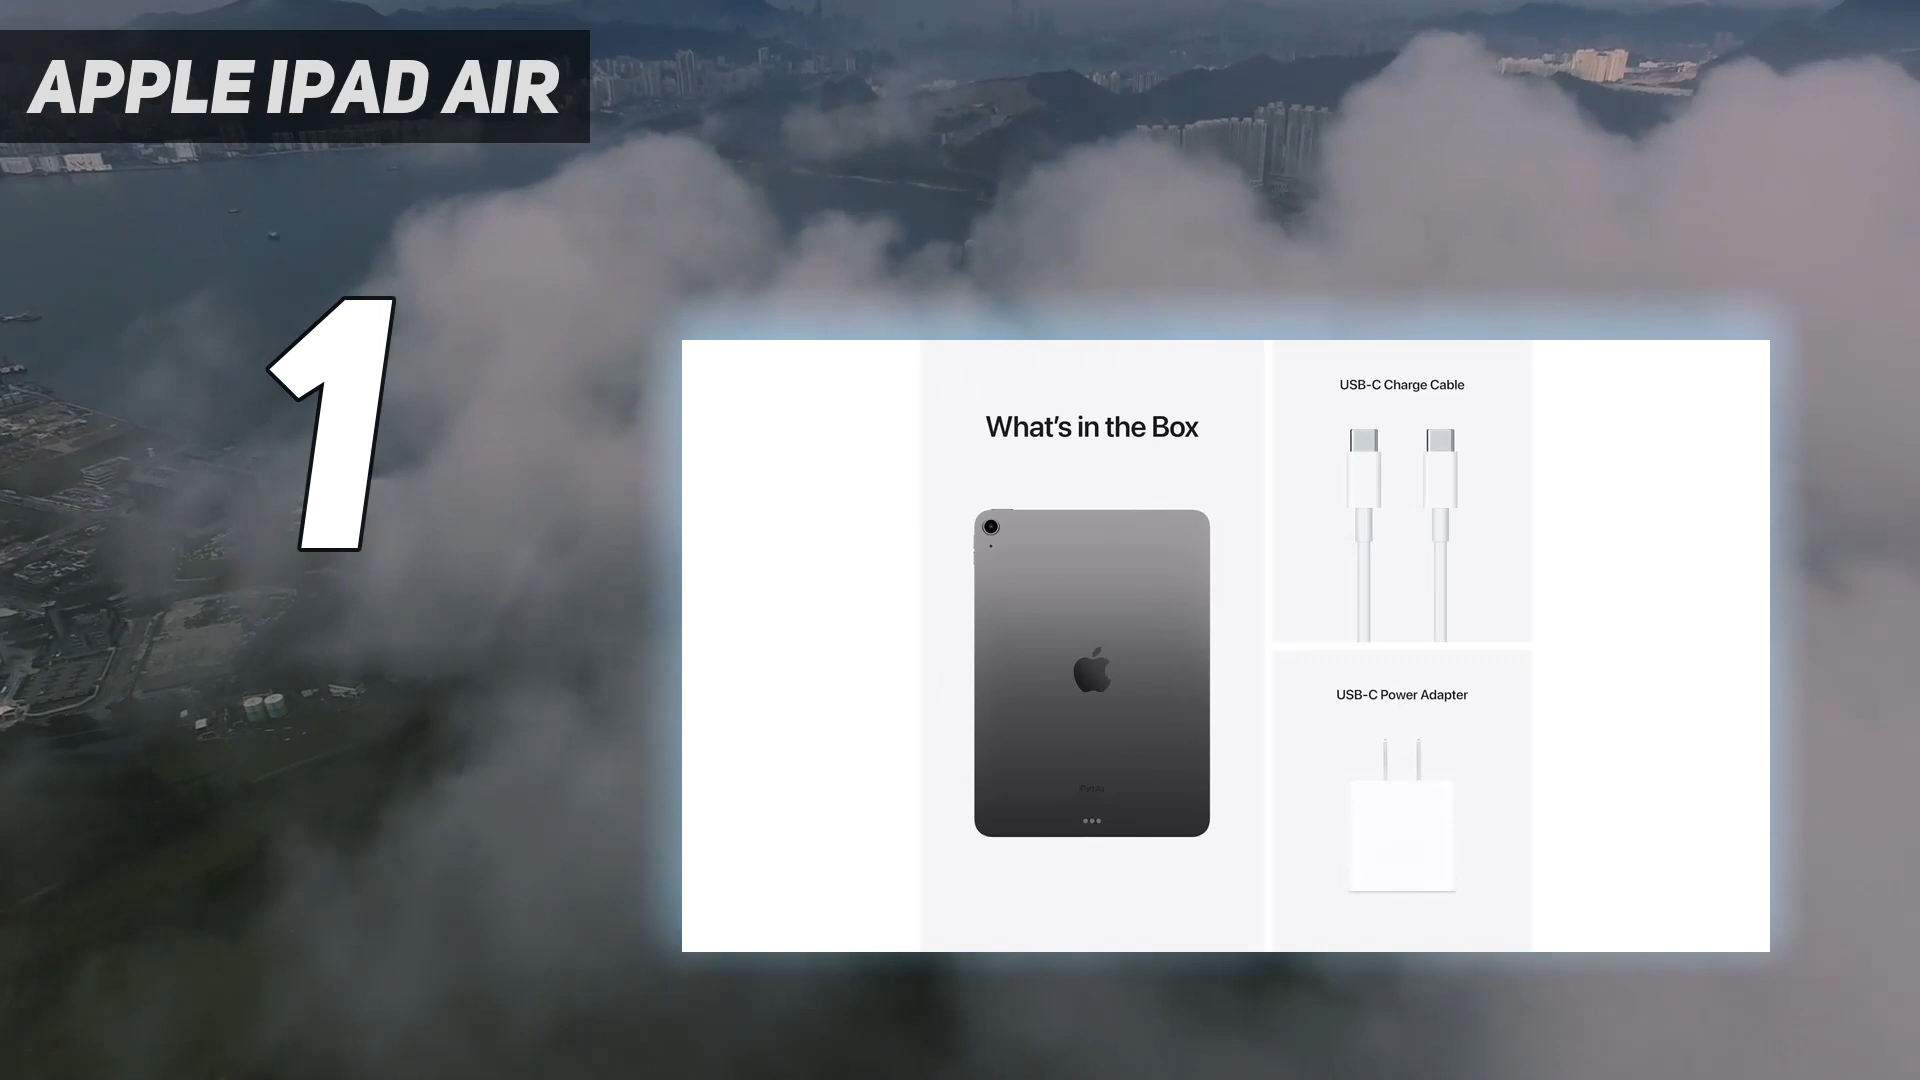 APPLE IPAD AIR
1
What's in the Box
USB-C Charge Cable
USB-C Power Adapter